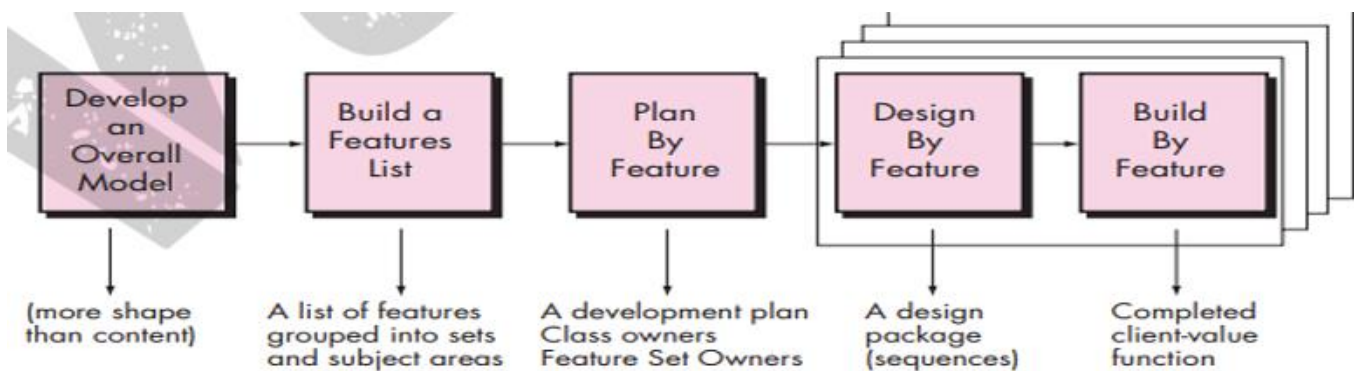 Develop
an
Overall
Model
Build a
Features
List
Plan
By
Feature
Design
By
Feature
Build
By
Feature
(more shape
than content)
A list of features
grouped into sets
and subject areas
A development plan
Class owners
Feature Set Owners
A design
package
(sequences)
Completed
client-value
function